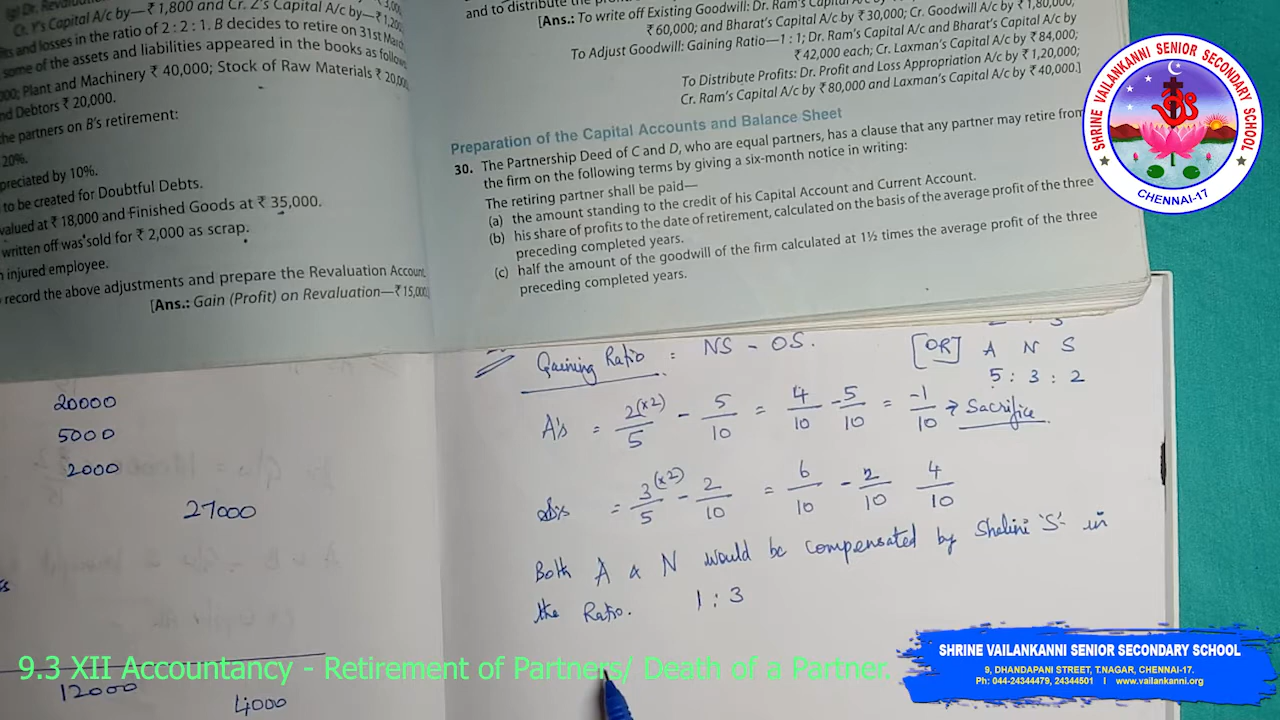 Cr. Y's Capital A/c by—₹ 1,800 and Cr. Z's Capital A/c by—₹ 1,200
and losses in the ratio of 2 : 2 : 1. B decides to retire on 31st March
some of the assets and liabilities appeared in the books as follows
Plant and Machinery ₹ 40,000; Stock of Raw Materials ₹ 20,000
Debtors ₹ 20,000.
the partners on B's retirement:
20%.
preciated by 10%.
to be created for Doubtful Debts.
valued at ₹ 18,000 and Finished Goods at ₹ 35,000.
written off was sold for ₹ 2,000 as scrap.
injured employee.
record the above adjustments and prepare the Revaluation Account.
[Ans.: Gain (Profit) on Revaluation—₹ 15,000.]
and to distribute the
[Ans.: To write off Existing Goodwill: Dr. Ram's Capital A/c by
₹ 60,000; and Bharat's Capital A/c by ₹ 30,000; Cr. Goodwill A/c by ₹ 1,80,000;
To Adjust Goodwill: Gaining Ratio—1 : 1; Dr. Ram's Capital A/c and Bharat's Capital A/c by
₹ 42,000 each; Cr. Laxman's Capital A/c by ₹ 84,000;
To Distribute Profits: Dr. Profit and Loss Appropriation A/c by ₹ 1,20,000;
Cr. Ram's Capital A/c by ₹ 80,000 and Laxman's Capital A/c by ₹ 40,000.]
Preparation of the Capital Accounts and Balance Sheet
30. The Partnership Deed of C and D, who are equal partners, has a clause that any partner may retire from
the firm on the following terms by giving a six-month notice in writing:
The retiring partner shall be paid—
(a) the amount standing to the credit of his Capital Account and Current Account.
(b) his share of profits to the date of retirement, calculated on the basis of the average profit of the three
preceding completed years.
(c) half the amount of the goodwill of the firm calculated at 1½ times the average profit of the three
preceding completed years.
20000
5000
2000
27000
12000
4000
Gaining Ratio : NS - OS.
[OR] A N S
5 : 3 : 2
A's = 2(x2)/5 - 5/10 = 4/10 - 5/10 = -1/10 → Sacrifice
S's = 3(x2)/5 - 2/10 = 6/10 - 2/10 4/10
Both A & N would be compensated by Shalini 'S' in
the Ratio. 1 : 3
SHRINE VAILANKANNI SENIOR SECONDARY SCHOOL
CHENNAI-17
9.3 XII Accountancy - Retirement of Partners/ Death of a Partner.
SHRINE VAILANKANNI SENIOR SECONDARY SCHOOL
9, DHANDAPANI STREET, T.NAGAR, CHENNAI-17.
Ph: 044-24344479, 24344501 I www.vailankanni.org